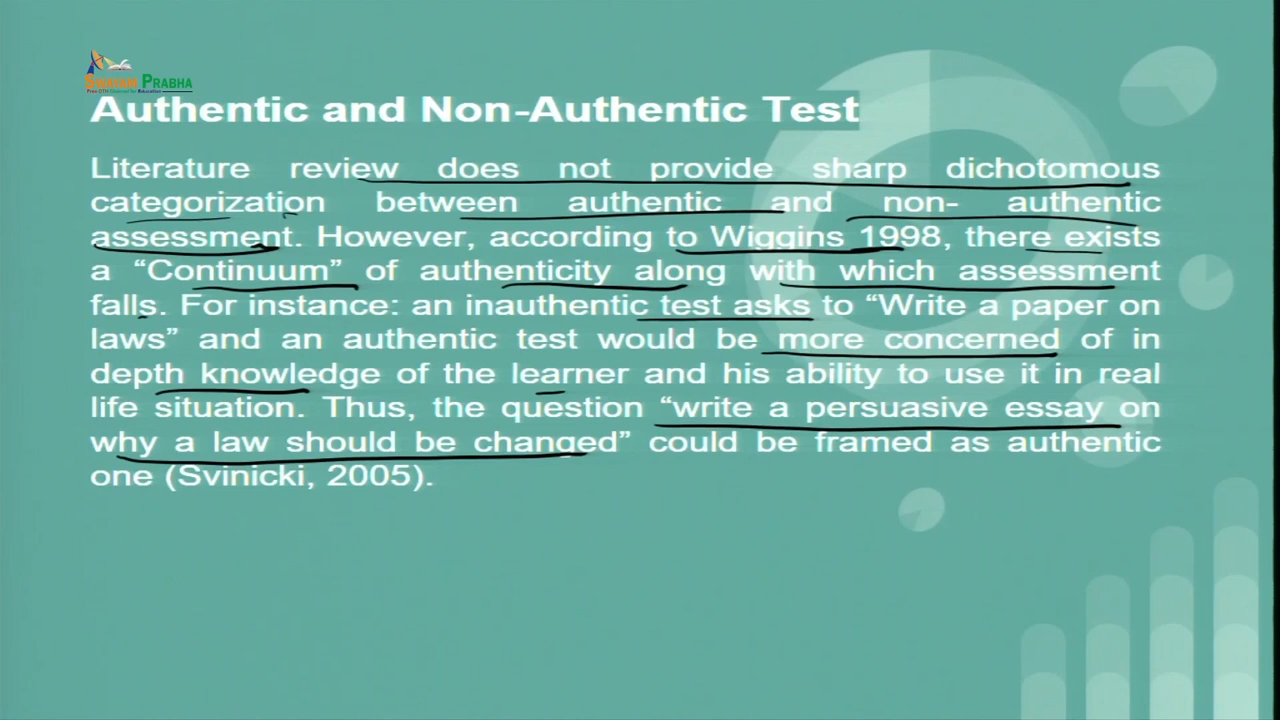 SWAYAM PRABHA
Authentic and Non-Authentic Test
Literature review does not provide sharp dichotomous
categorization between authentic and non- authentic
assessment. However, according to Wiggins 1998, there exists
a “Continuum” of authenticity along with which assessment
falls. For instance: an inauthentic test asks to “Write a paper on
laws” and an authentic test would be more concerned of in
depth knowledge of the learner and his ability to use it in real
life situation. Thus, the question “write a persuasive essay on
why a law should be changed” could be framed as authentic
one (Svinicki, 2005).